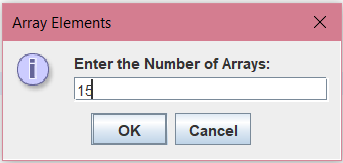 Array Elements
Enter the Number of Arrays:
15
OK Cancel